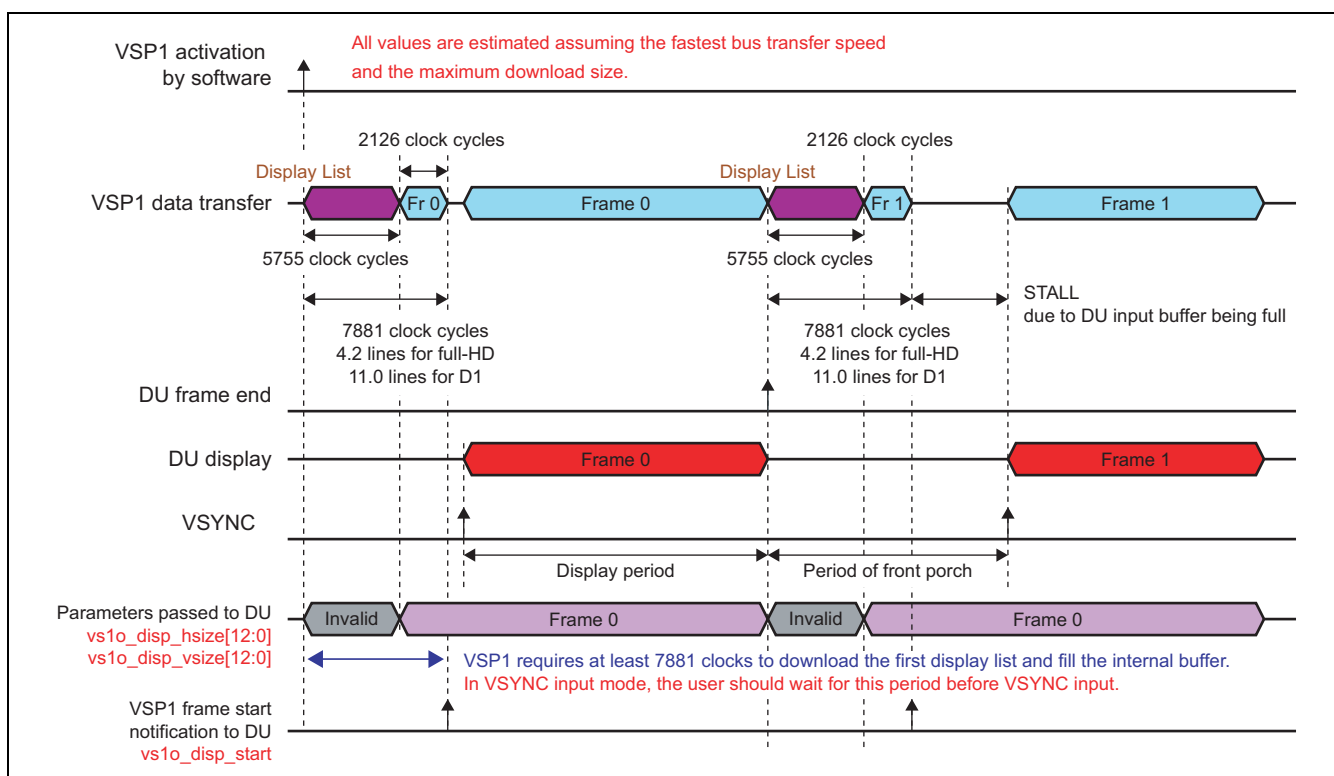 VSP1 activation
by software
All values are estimated assuming the fastest bus transfer speed
and the maximum download size.
2126 clock cycles
2126 clock cycles
Display List
Display List
VSP1 data transfer
Fr 0
Frame 0
Fr 1
Frame 1
5755 clock cycles
5755 clock cycles
STALL
due to DU input buffer being full
7881 clock cycles
4.2 lines for full-HD
11.0 lines for D1
7881 clock cycles
4.2 lines for full-HD
11.0 lines for D1
DU frame end
DU display
Frame 0
Frame 1
VSYNC
Display period
Period of front porch
Parameters passed to DU
vs1o_disp_hsize[12:0]
vs1o_disp_vsize[12:0]
Invalid
Frame 0
Invalid
Frame 0
VSP1 requires at least 7881 clocks to download the first display list and fill the internal buffer.
In VSYNC input mode, the user should wait for this period before VSYNC input.
VSP1 frame start
notification to DU
vs1o_disp_start